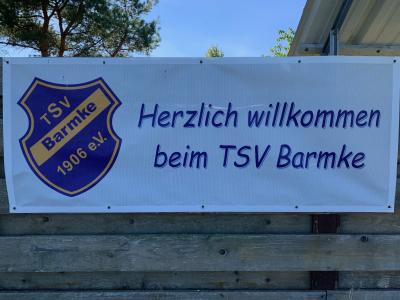 TSV
Barmke
1906 e.V.
Herzlich willkommen
beim TSV Barmke